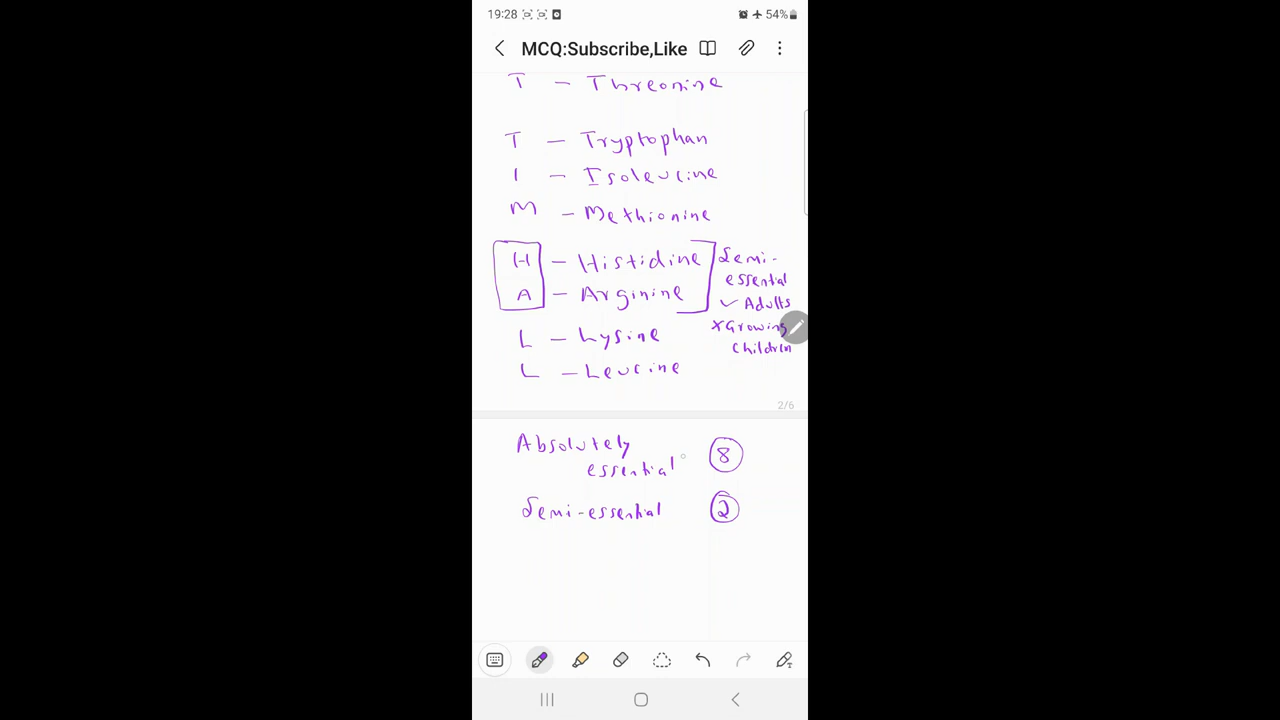 19:28 54%
MCQ:Subscribe,Like
T - Threonine
T - Tryptophan
I - Isoleucine
M - Methionine
H - Histidine
A - Arginine
Semi-
essential
✓ Adults
x Growing
children
L - Lysine
L - Leucine
2/6
Absolutely
essential 8
Semi-essential 2